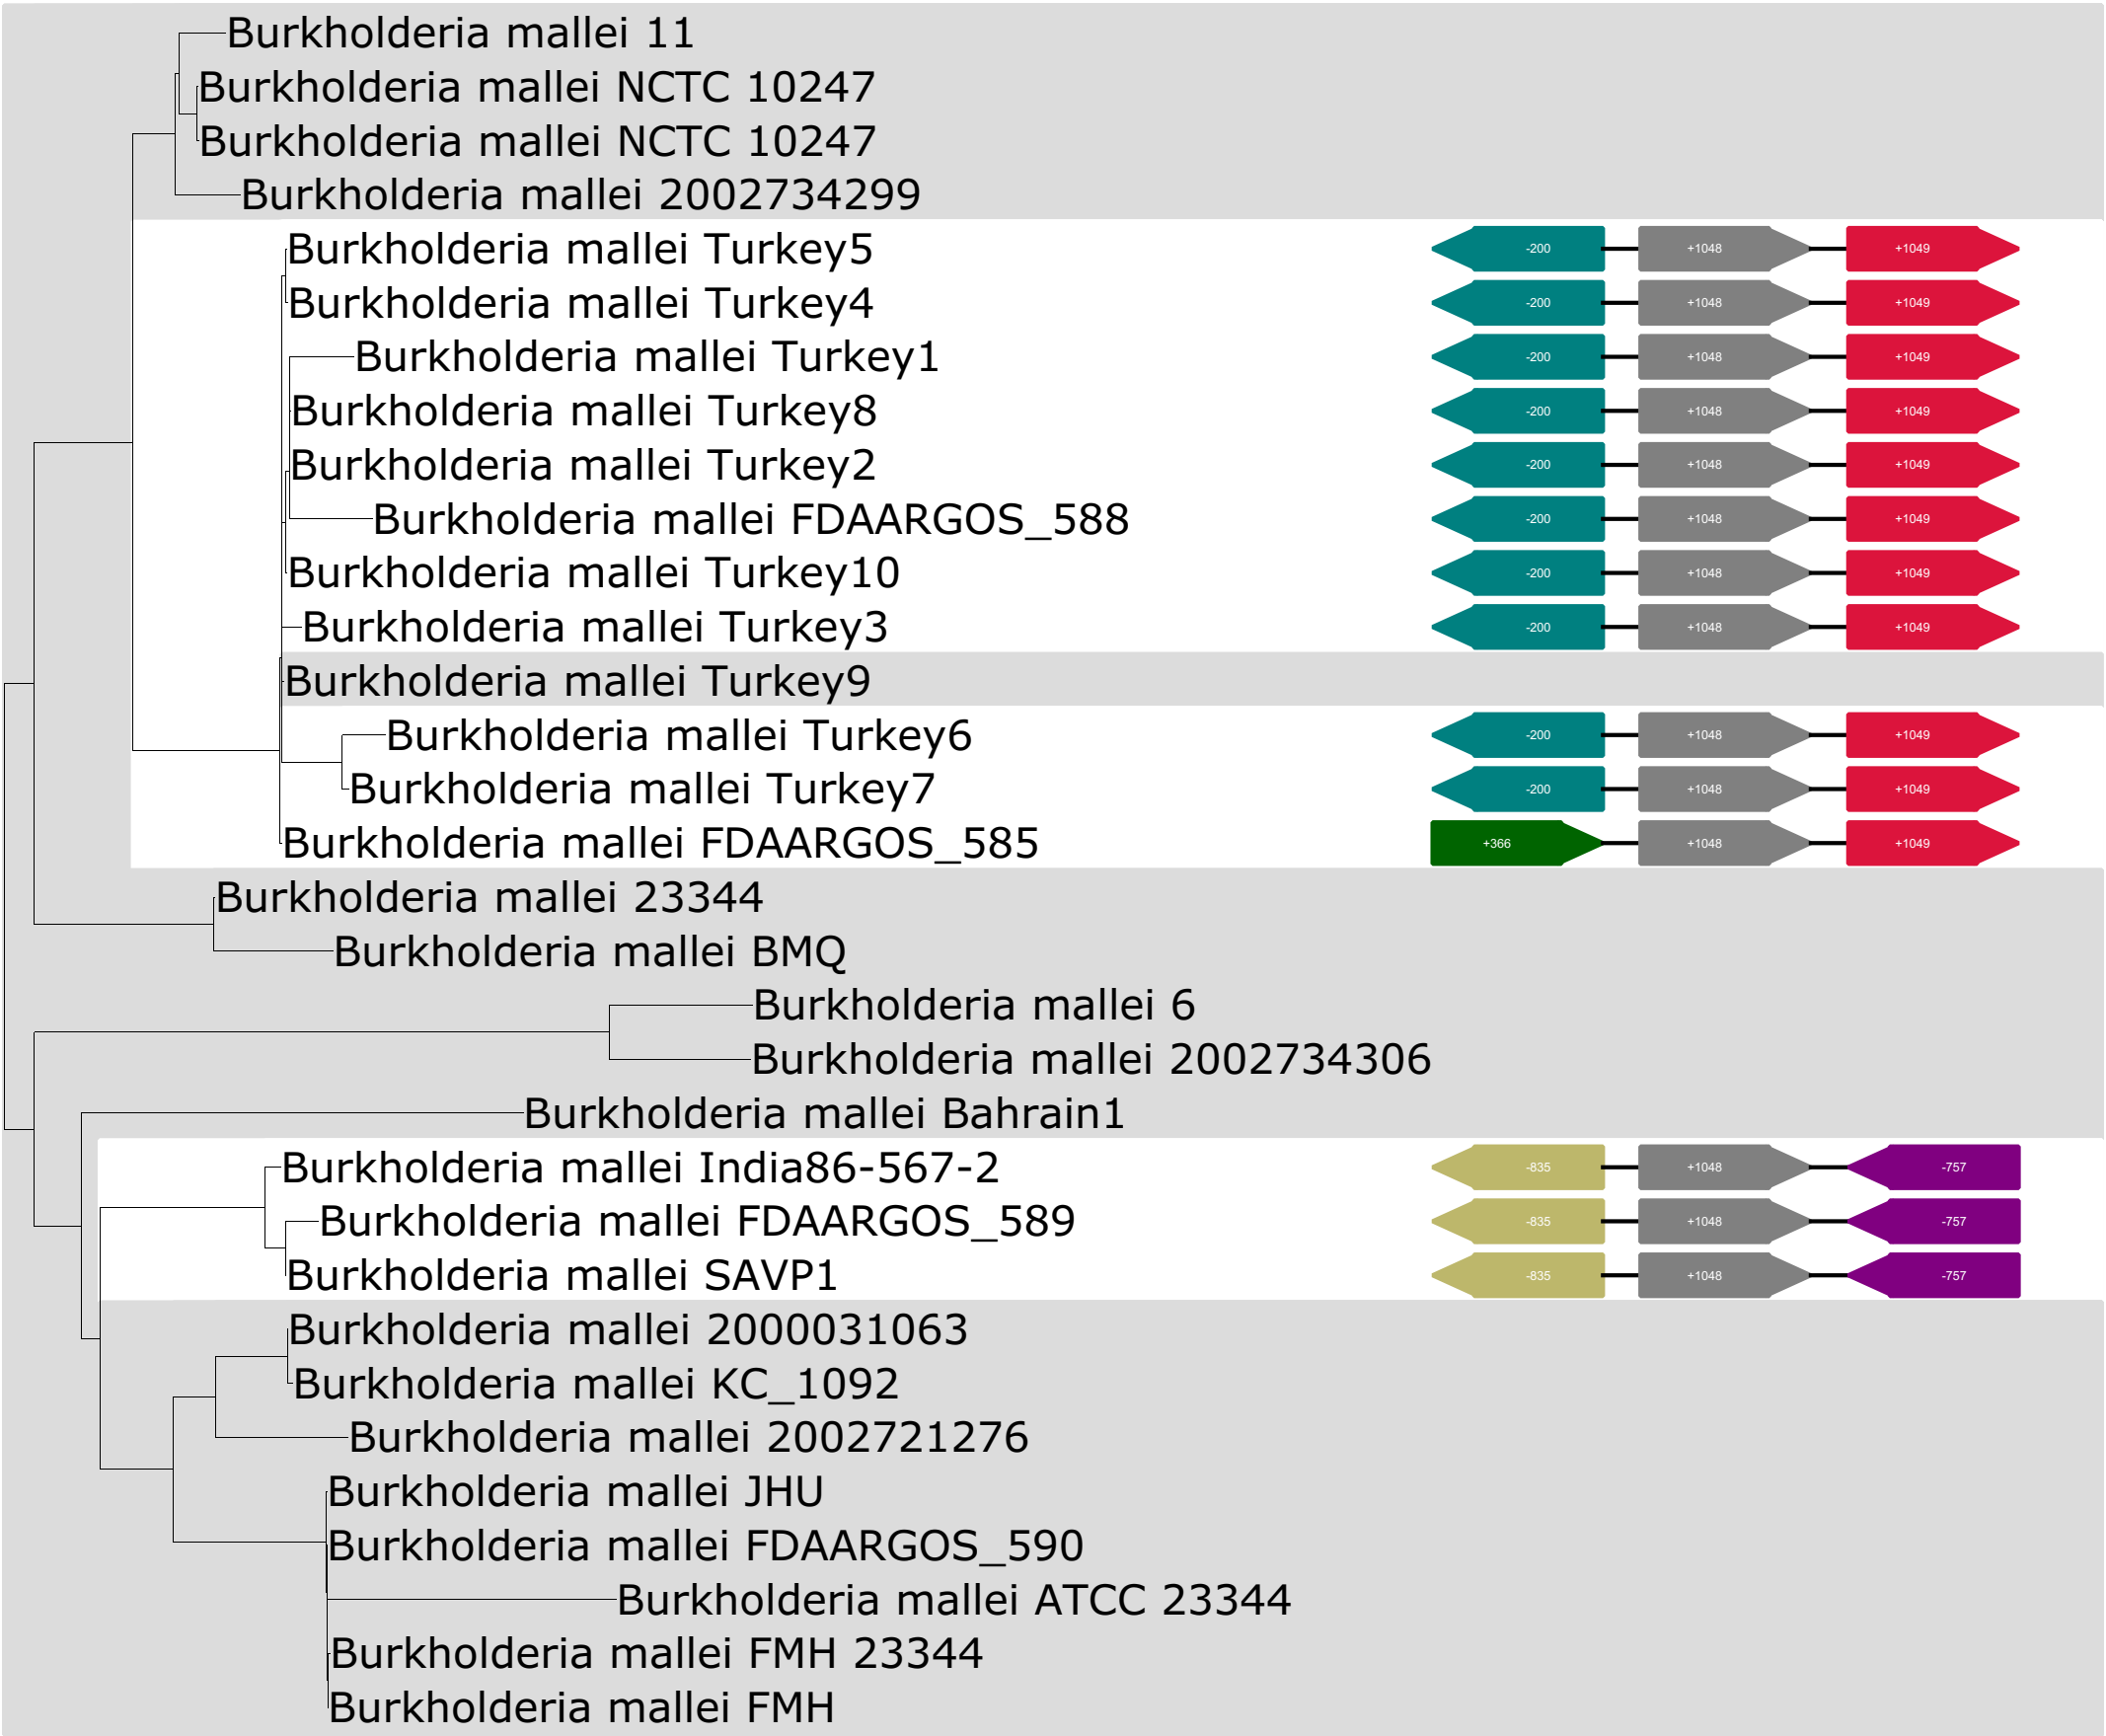 Burkholderia mallei 11
Burkholderia mallei NCTC 10247
Burkholderia mallei NCTC 10247
Burkholderia mallei 2002734299
Burkholderia mallei Turkey5 -200 +1048 +1049
Burkholderia mallei Turkey4 -200 +1048 +1049
Burkholderia mallei Turkey1 -200 +1048 +1049
Burkholderia mallei Turkey8 -200 +1048 +1049
Burkholderia mallei Turkey2 -200 +1048 +1049
Burkholderia mallei FDAARGOS_588 -200 +1048 +1049
Burkholderia mallei Turkey10 -200 +1048 +1049
Burkholderia mallei Turkey3 -200 +1048 +1049
Burkholderia mallei Turkey9
Burkholderia mallei Turkey6 -200 +1048 +1049
Burkholderia mallei Turkey7 -200 +1048 +1049
Burkholderia mallei FDAARGOS_585 +366 +1048 +1049
Burkholderia mallei 23344
Burkholderia mallei BMQ
Burkholderia mallei 6
Burkholderia mallei 2002734306
Burkholderia mallei Bahrain1
Burkholderia mallei India86-567-2 -835 +1048 -757
Burkholderia mallei FDAARGOS_589 -835 +1048 -757
Burkholderia mallei SAVP1 -835 +1048 -757
Burkholderia mallei 2000031063
Burkholderia mallei KC_1092
Burkholderia mallei 2002721276
Burkholderia mallei JHU
Burkholderia mallei FDAARGOS_590
Burkholderia mallei ATCC 23344
Burkholderia mallei FMH 23344
Burkholderia mallei FMH